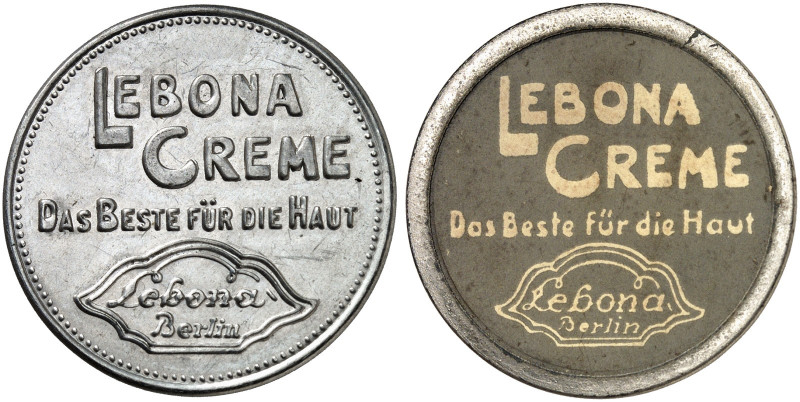 LEBONA
CREME
DAS BESTE FÜR DIE HAUT
Lebona
Berlin
LEBONA
CREME
Das Beste für die Haut
Lebona
Berlin